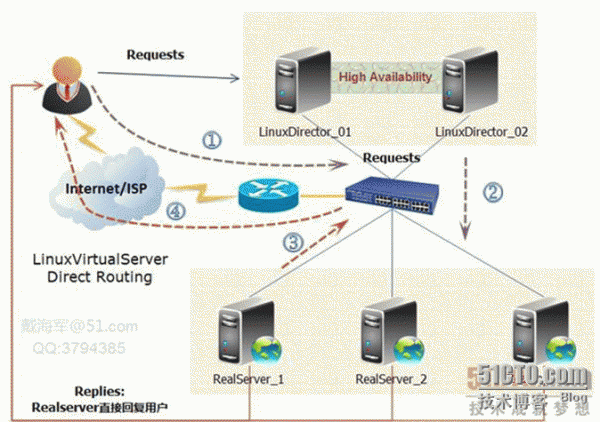 Requests
High Availability
LinuxDirector_01
LinuxDirector_02
①
Requests
②
Internet/ISP
④
③
LinuxVirtualServer
Direct Routing
戴海军@51.com
QQ:3794385
RealServer_1
RealServer_2
51CTO.com
技术博客 Blog
技术成就梦想
Replies:
Realserver直接回复用户